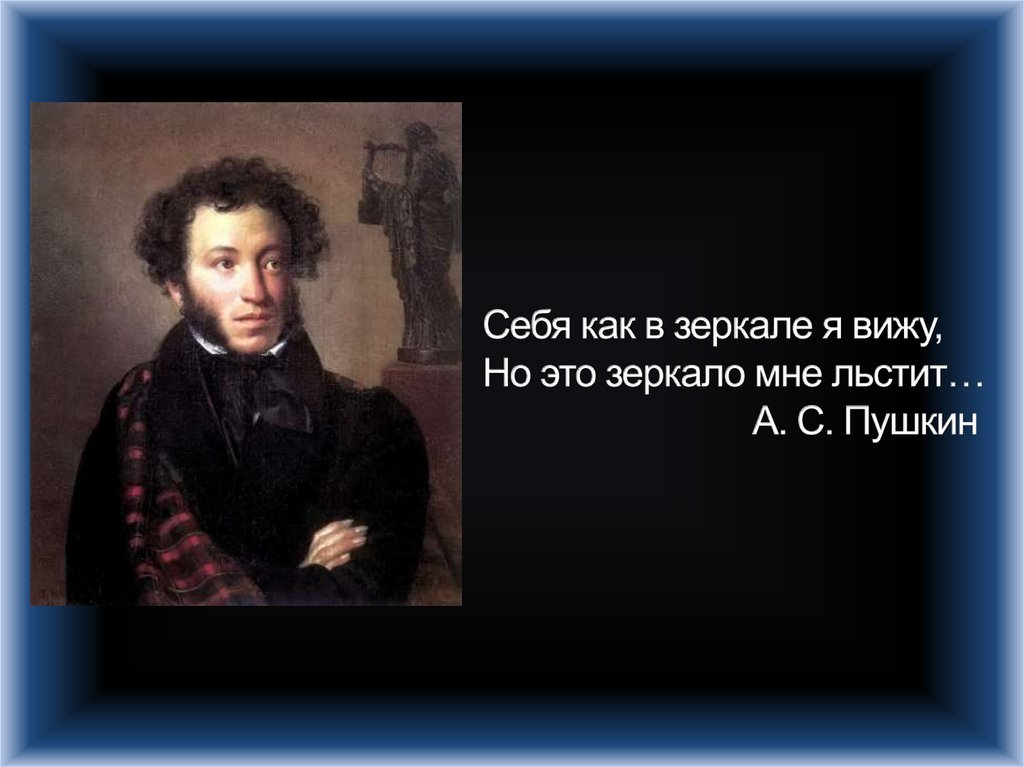 Себя как в зеркале я вижу,
Но это зеркало мне льстит…
А. С. Пушкин